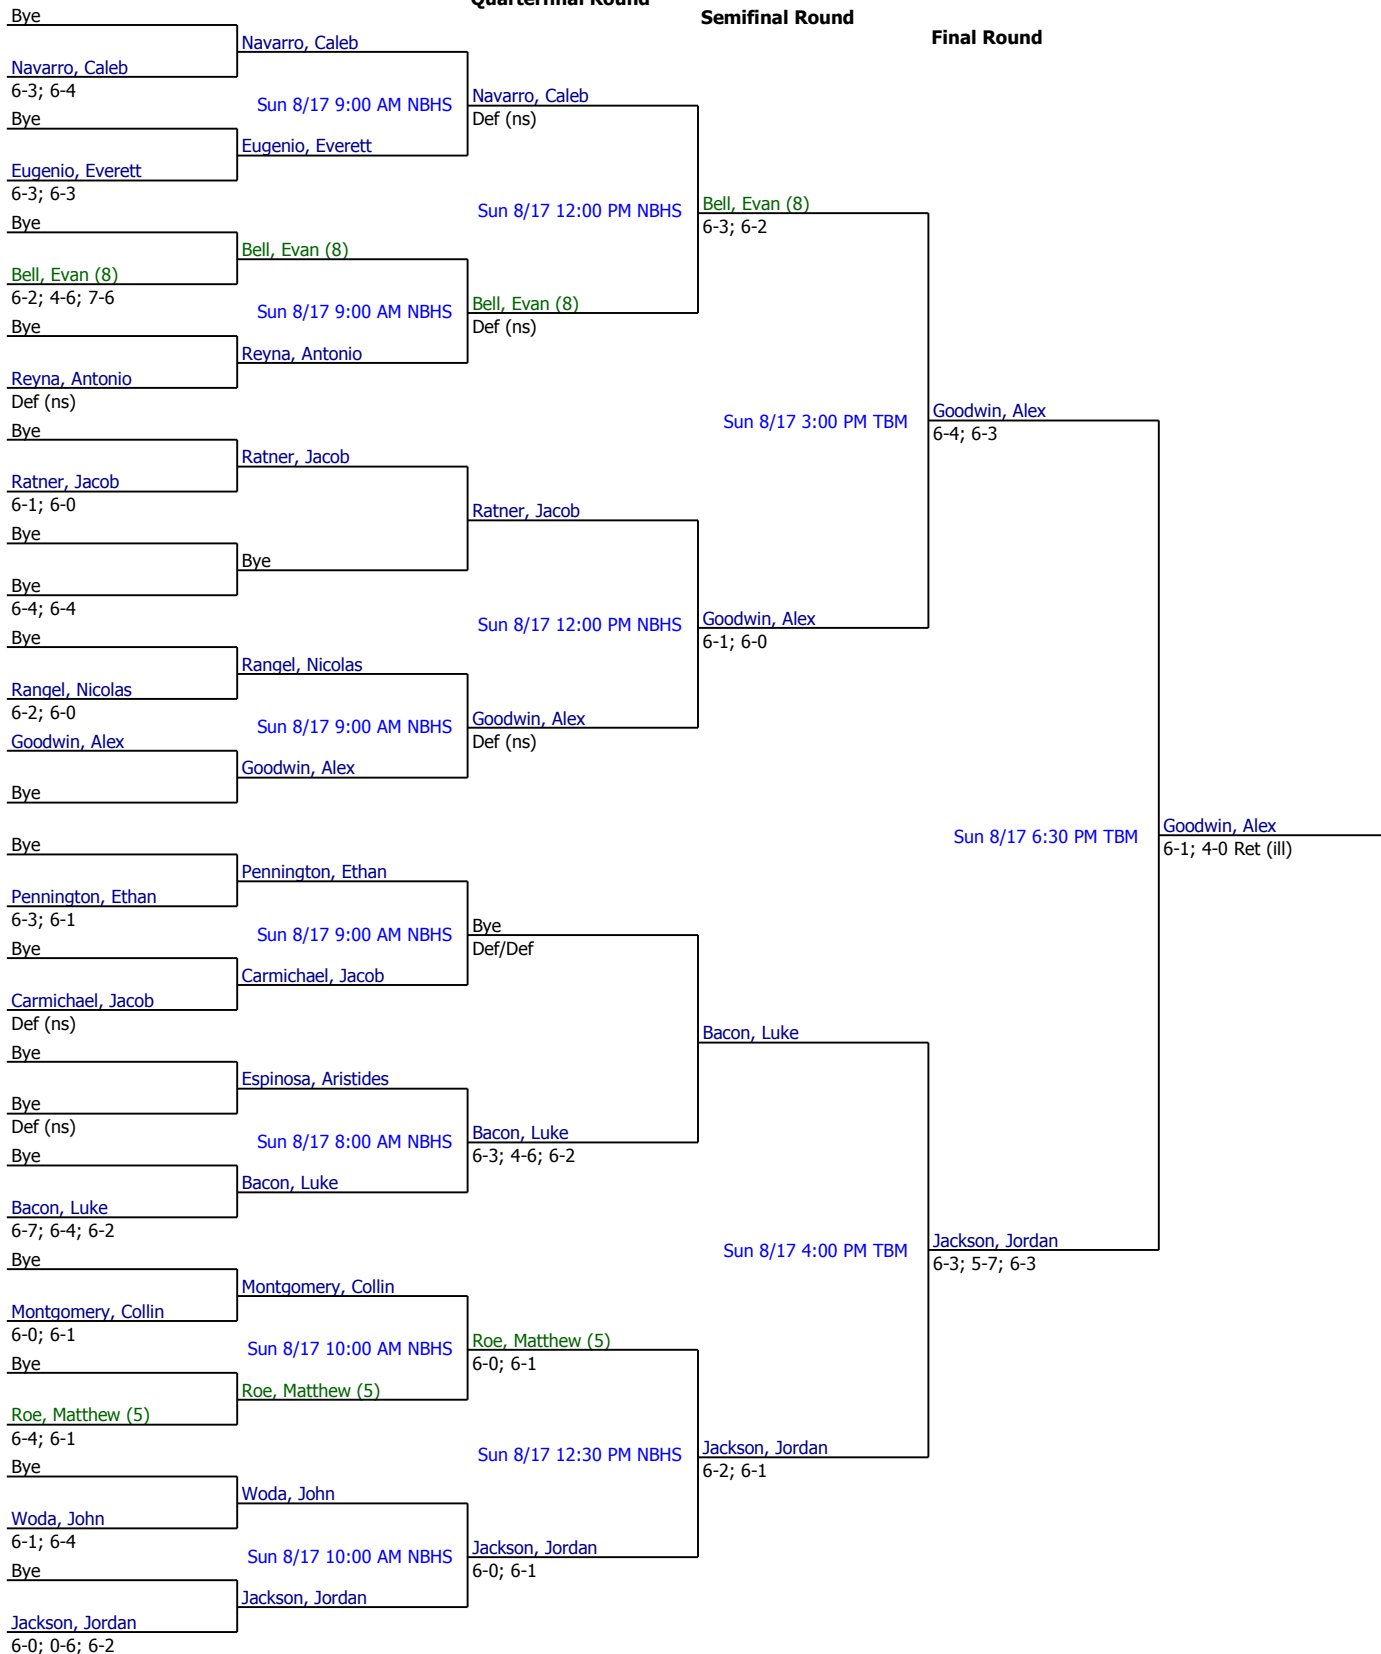 Quarterfinal Round
Semifinal Round
Final Round
Bye
Navarro, Caleb
6-3; 6-4
Bye
Eugenio, Everett
6-3; 6-3
Bye
Bell, Evan (8)
6-2; 4-6; 7-6
Bye
Reyna, Antonio
Def (ns)
Bye
Ratner, Jacob
6-1; 6-0
Bye
Bye
6-4; 6-4
Bye
Rangel, Nicolas
6-2; 6-0
Goodwin, Alex
Bye
Bye
Pennington, Ethan
6-3; 6-1
Bye
Carmichael, Jacob
Def (ns)
Bye
Bye
Def (ns)
Bye
Bacon, Luke
6-7; 6-4; 6-2
Bye
Montgomery, Collin
6-0; 6-1
Bye
Roe, Matthew (5)
6-4; 6-1
Bye
Woda, John
6-1; 6-4
Bye
Jackson, Jordan
6-0; 0-6; 6-2
Navarro, Caleb
Sun 8/17 9:00 AM NBHS
Eugenio, Everett
Bell, Evan (8)
Sun 8/17 9:00 AM NBHS
Reyna, Antonio
Ratner, Jacob
Bye
Rangel, Nicolas
Sun 8/17 9:00 AM NBHS
Goodwin, Alex
Pennington, Ethan
Sun 8/17 9:00 AM NBHS
Carmichael, Jacob
Espinosa, Aristides
Sun 8/17 8:00 AM NBHS
Bacon, Luke
Montgomery, Collin
Sun 8/17 10:00 AM NBHS
Roe, Matthew (5)
Woda, John
Sun 8/17 10:00 AM NBHS
Jackson, Jordan
Navarro, Caleb
Def (ns)
Sun 8/17 12:00 PM NBHS
Bell, Evan (8)
Def (ns)
Ratner, Jacob
Sun 8/17 12:00 PM NBHS
Goodwin, Alex
Def (ns)
Bye
Def/Def
Bacon, Luke
6-3; 4-6; 6-2
Roe, Matthew (5)
6-0; 6-1
Sun 8/17 12:30 PM NBHS
Jackson, Jordan
6-0; 6-1
Bell, Evan (8)
6-3; 6-2
Sun 8/17 3:00 PM TBM
Goodwin, Alex
6-1; 6-0
Bacon, Luke
Sun 8/17 4:00 PM TBM
Jackson, Jordan
6-2; 6-1
Goodwin, Alex
6-4; 6-3
Sun 8/17 6:30 PM TBM
Jackson, Jordan
6-3; 5-7; 6-3
Goodwin, Alex
6-1; 4-0 Ret (ill)